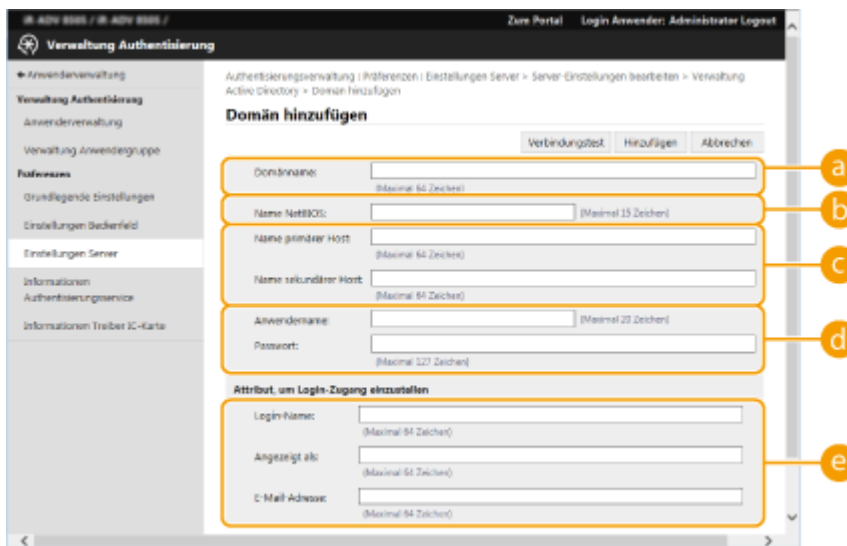 iR-ADV 8505 / iR-ADV 8505 /
Zum Portal Login Anwender: Administrator Logout
Verwaltung Authentisierung
Anwenderverwaltung
Verwaltung Authentisierung
Anwenderverwaltung
Verwaltung Anwendergruppe
Präferenzen
Grundlegende Einstellungen
Einstellungen Bedienfeld
Einstellungen Server
Informationen
Authentisierungsservice
Informationen Treiber IC-Karte
Authentisierungsverwaltung : Präferenzen : Einstellungen Server > Server-Einstellungen bearbeiten > Verwaltung
Active Directory > Domän hinzufügen
Domän hinzufügen
Verbindungstest Hinzufügen Abbrechen
Domänname:
(Maximal 64 Zeichen)
a
Name NetBIOS:
(Maximal 15 Zeichen)
b
Name primärer Host:
(Maximal 64 Zeichen)
Name sekundärer Host:
(Maximal 64 Zeichen)
c
Anwendername:
(Maximal 20 Zeichen)
Passwort:
(Maximal 127 Zeichen)
d
Attribut, um Login-Zugang einzustellen
Login-Name:
(Maximal 64 Zeichen)
Angezeigt als:
(Maximal 64 Zeichen)
E-Mail-Adresse:
(Maximal 64 Zeichen)
e